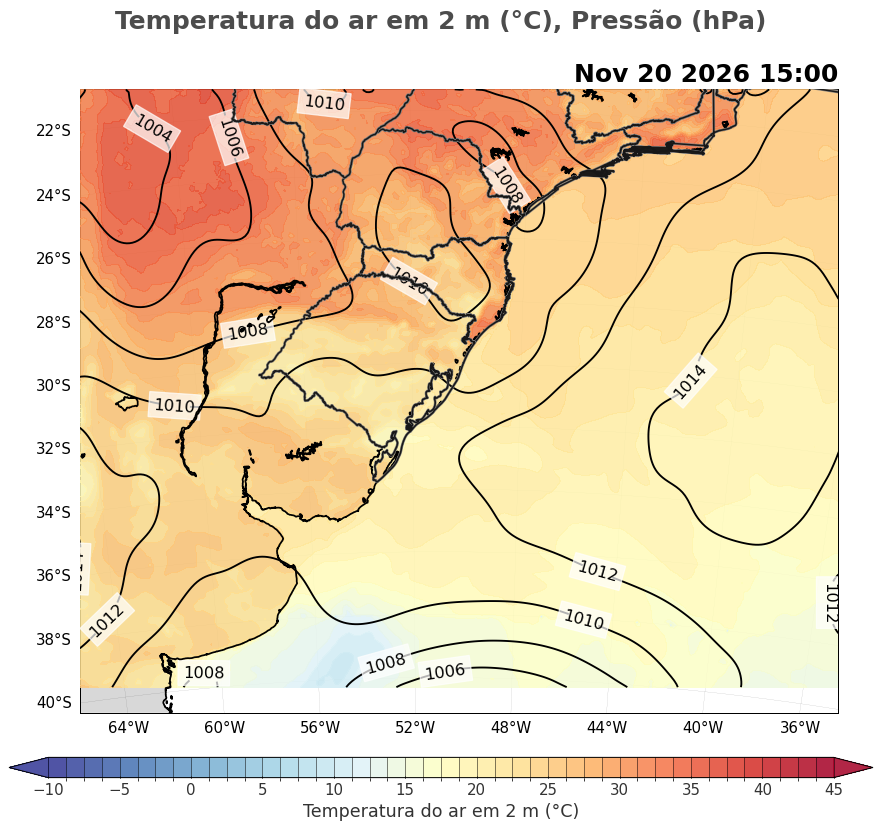 Temperatura do ar em 2 m (°C), Pressão (hPa)
Nov 20 2026 15:00
1010
1004
1006
22°S
1008
24°S
26°S
1010
28°S
1008
30°S
1014
1010
32°S
34°S
1012
36°S
1012
1010
1012
38°S
1008
1006
1008
40°S
64°W 60°W 56°W 52°W 48°W 44°W 40°W 36°W
−10 −5 0 5 10 15 20 25 30 35 40 45
Temperatura do ar em 2 m (°C)